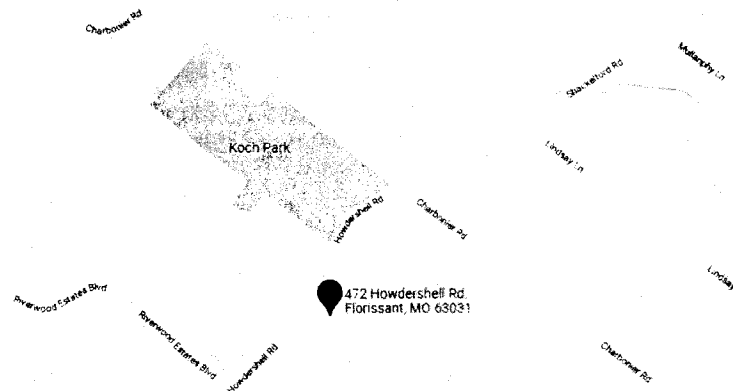 Charbonier Rd
Mullanphy Ln
Shackelford Rd
Koch Park
Lindsay Ln
Howdershell Rd
Charbonier Rd
Lindsay
Riverwood Estates Blvd
472 Howdershell Rd.
Florissant, MO 63031
Riverwood Estates Blvd
Howdershell Rd
Charbonier Rd